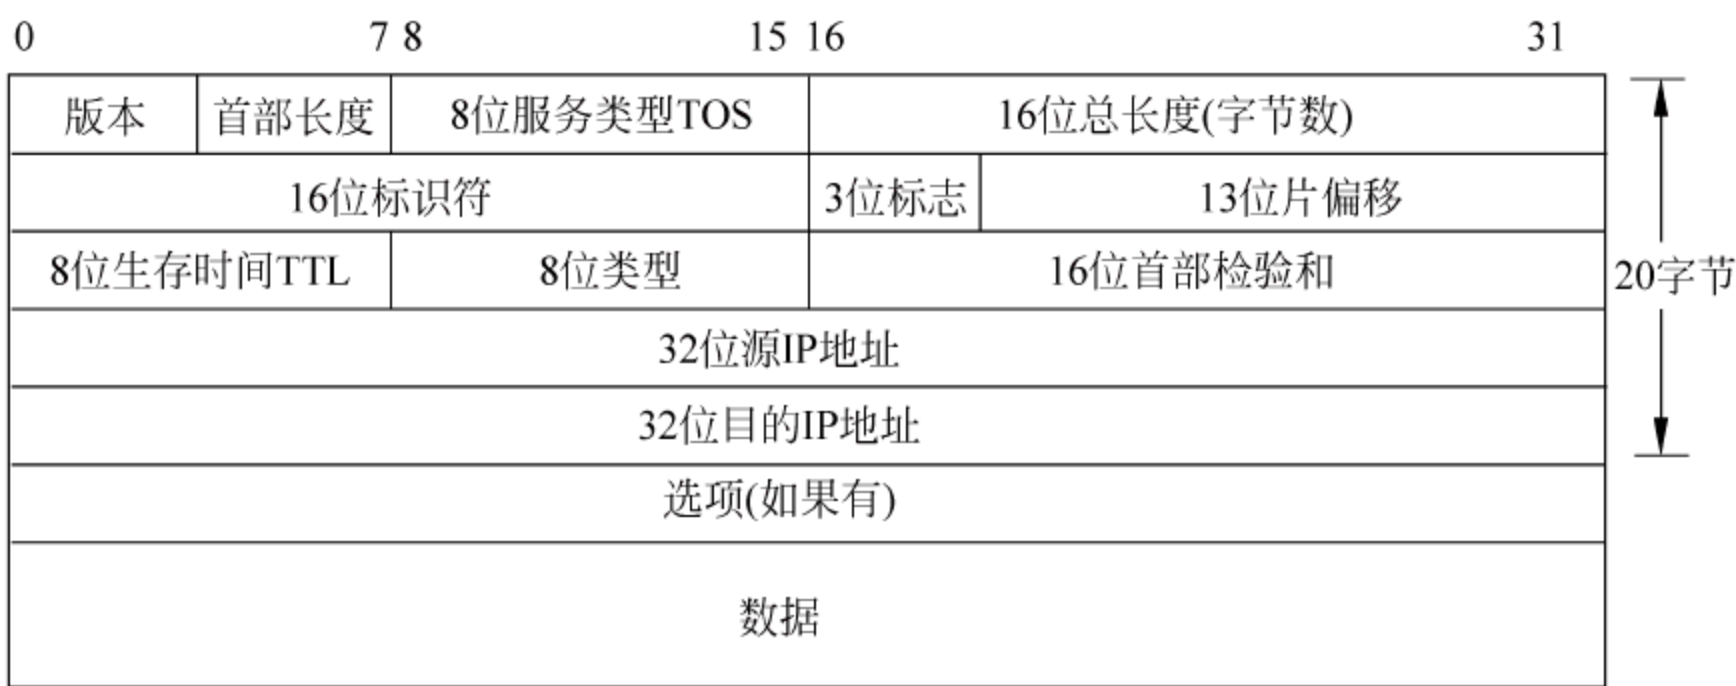 0 7 8 15 16 31
版本 首部长度 8位服务类型TOS 16位总长度(字节数)
16位标识符 3位标志 13位片偏移
8位生存时间TTL 8位类型 16位首部检验和
20字节
32位源IP地址
32位目的IP地址
选项(如果有)
数据